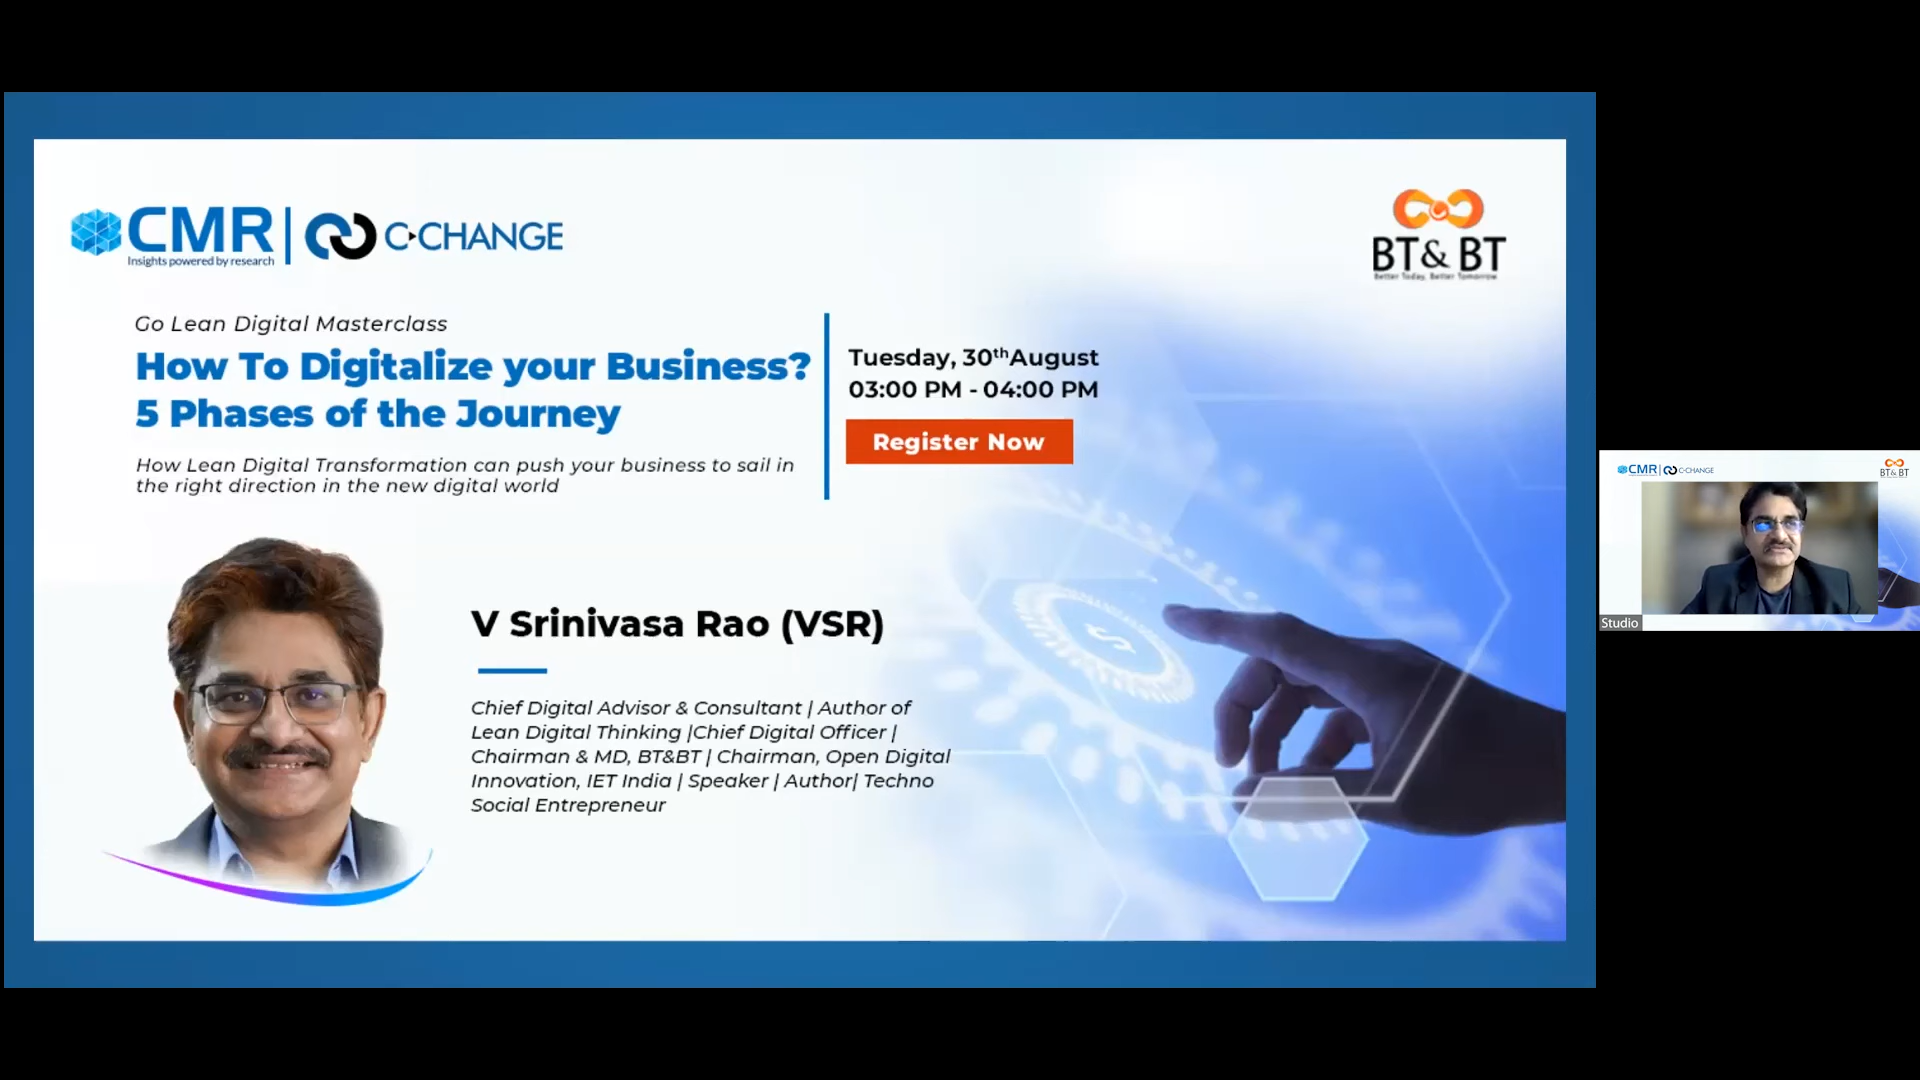 CMR
Insights powered by research
C-CHANGE
BT& BT
Better Today, Better Tomorrow
Go Lean Digital Masterclass
How To Digitalize your Business?
5 Phases of the Journey
How Lean Digital Transformation can push your business to sail in
the right direction in the new digital world
Tuesday, 30thAugust
03:00 PM - 04:00 PM
Register Now
V Srinivasa Rao (VSR)
Chief Digital Advisor & Consultant | Author of
Lean Digital Thinking |Chief Digital Officer |
Chairman & MD, BT&BT | Chairman, Open Digital
Innovation, IET India | Speaker | Author| Techno
Social Entrepreneur
CMR
C-CHANGE
BT& BT
Studio